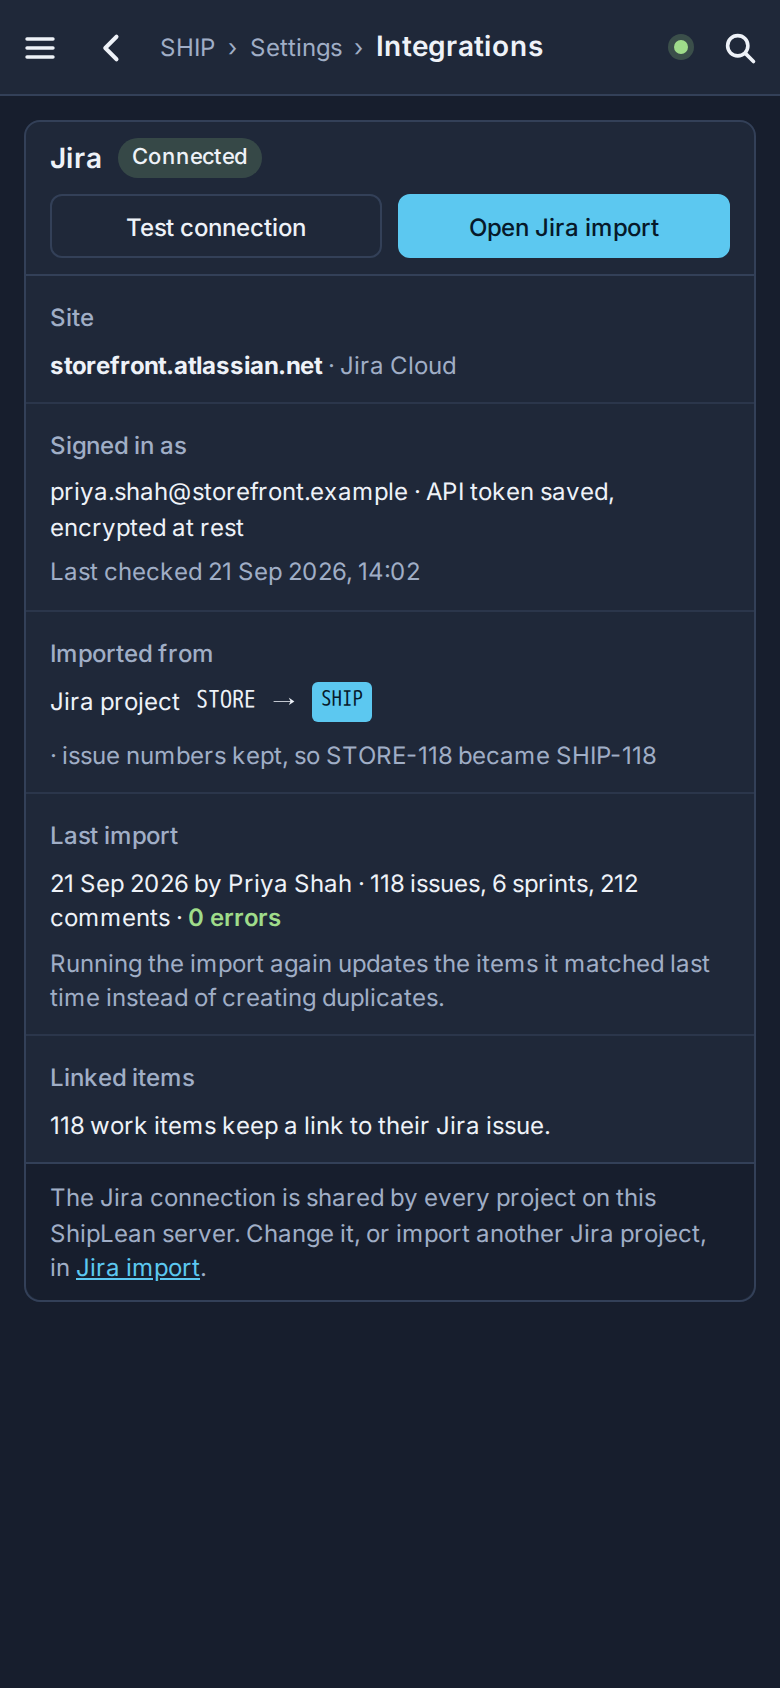 SHIP › Settings › Integrations
Jira Connected
Test connection Open Jira import
Site
storefront.atlassian.net · Jira Cloud
Signed in as
priya.shah@storefront.example · API token saved,
encrypted at rest
Last checked 21 Sep 2026, 14:02
Imported from
Jira project STORE → SHIP
· issue numbers kept, so STORE-118 became SHIP-118
Last import
21 Sep 2026 by Priya Shah · 118 issues, 6 sprints, 212
comments · 0 errors
Running the import again updates the items it matched last
time instead of creating duplicates.
Linked items
118 work items keep a link to their Jira issue.
The Jira connection is shared by every project on this
ShipLean server. Change it, or import another Jira project,
in Jira import.